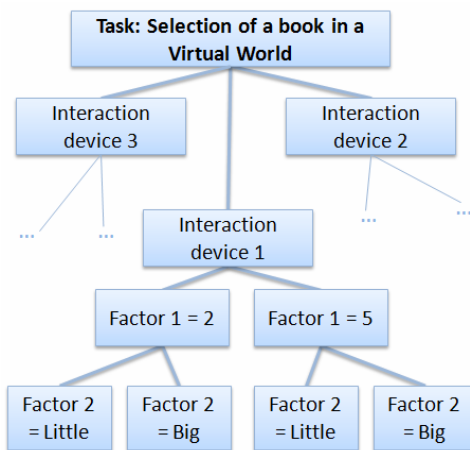 Task: Selection of a book in a
Virtual World
Interaction
device 3
Interaction
device 2
...
...
...
...
Interaction
device 1
Factor 1 = 2
Factor 1 = 5
Factor 2
= Little
Factor 2
= Big
Factor 2
= Little
Factor 2
= Big